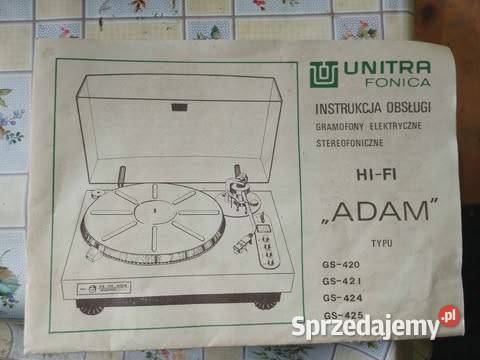 UNITRA
FONICA
INSTRUKCJA OBSŁUGI
GRAMOFONY ELEKTRYCZNE
STEREOFONICZNE
HI-FI
„ADAM”
TYPU
GS-420
GS-421
GS-424
GS-425
Sprzedajemy.pl